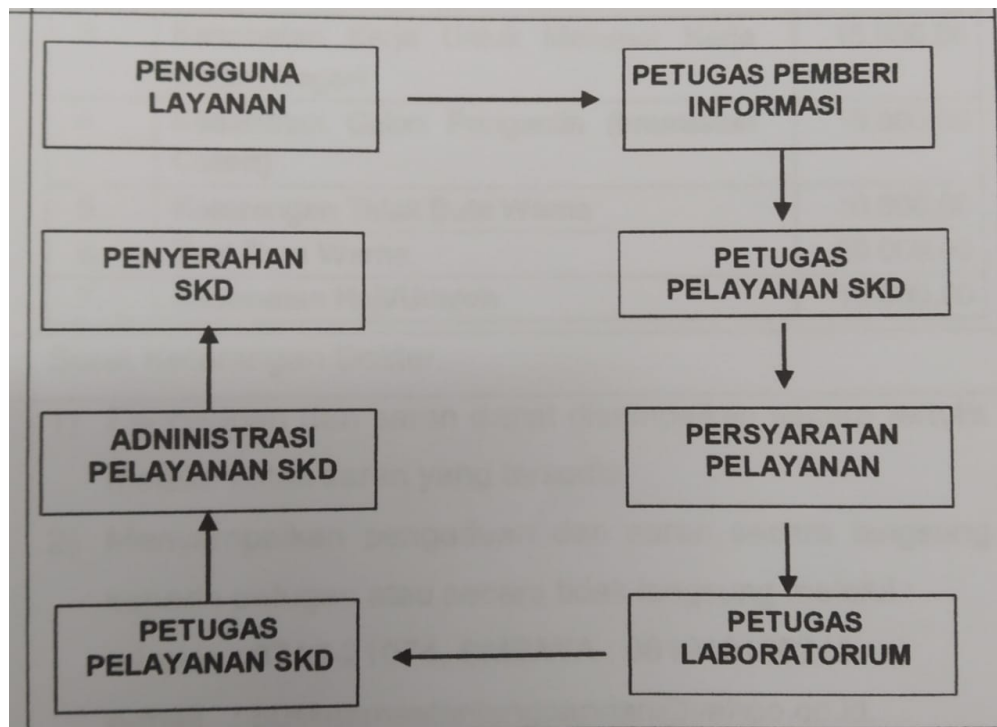 PENGGUNA
LAYANAN
PETUGAS PEMBERI
INFORMASI
PETUGAS
PELAYANAN SKD
PERSYARATAN
PELAYANAN
PETUGAS
LABORATORIUM
PETUGAS
PELAYANAN SKD
ADNINISTRASI
PELAYANAN SKD
PENYERAHAN
SKD